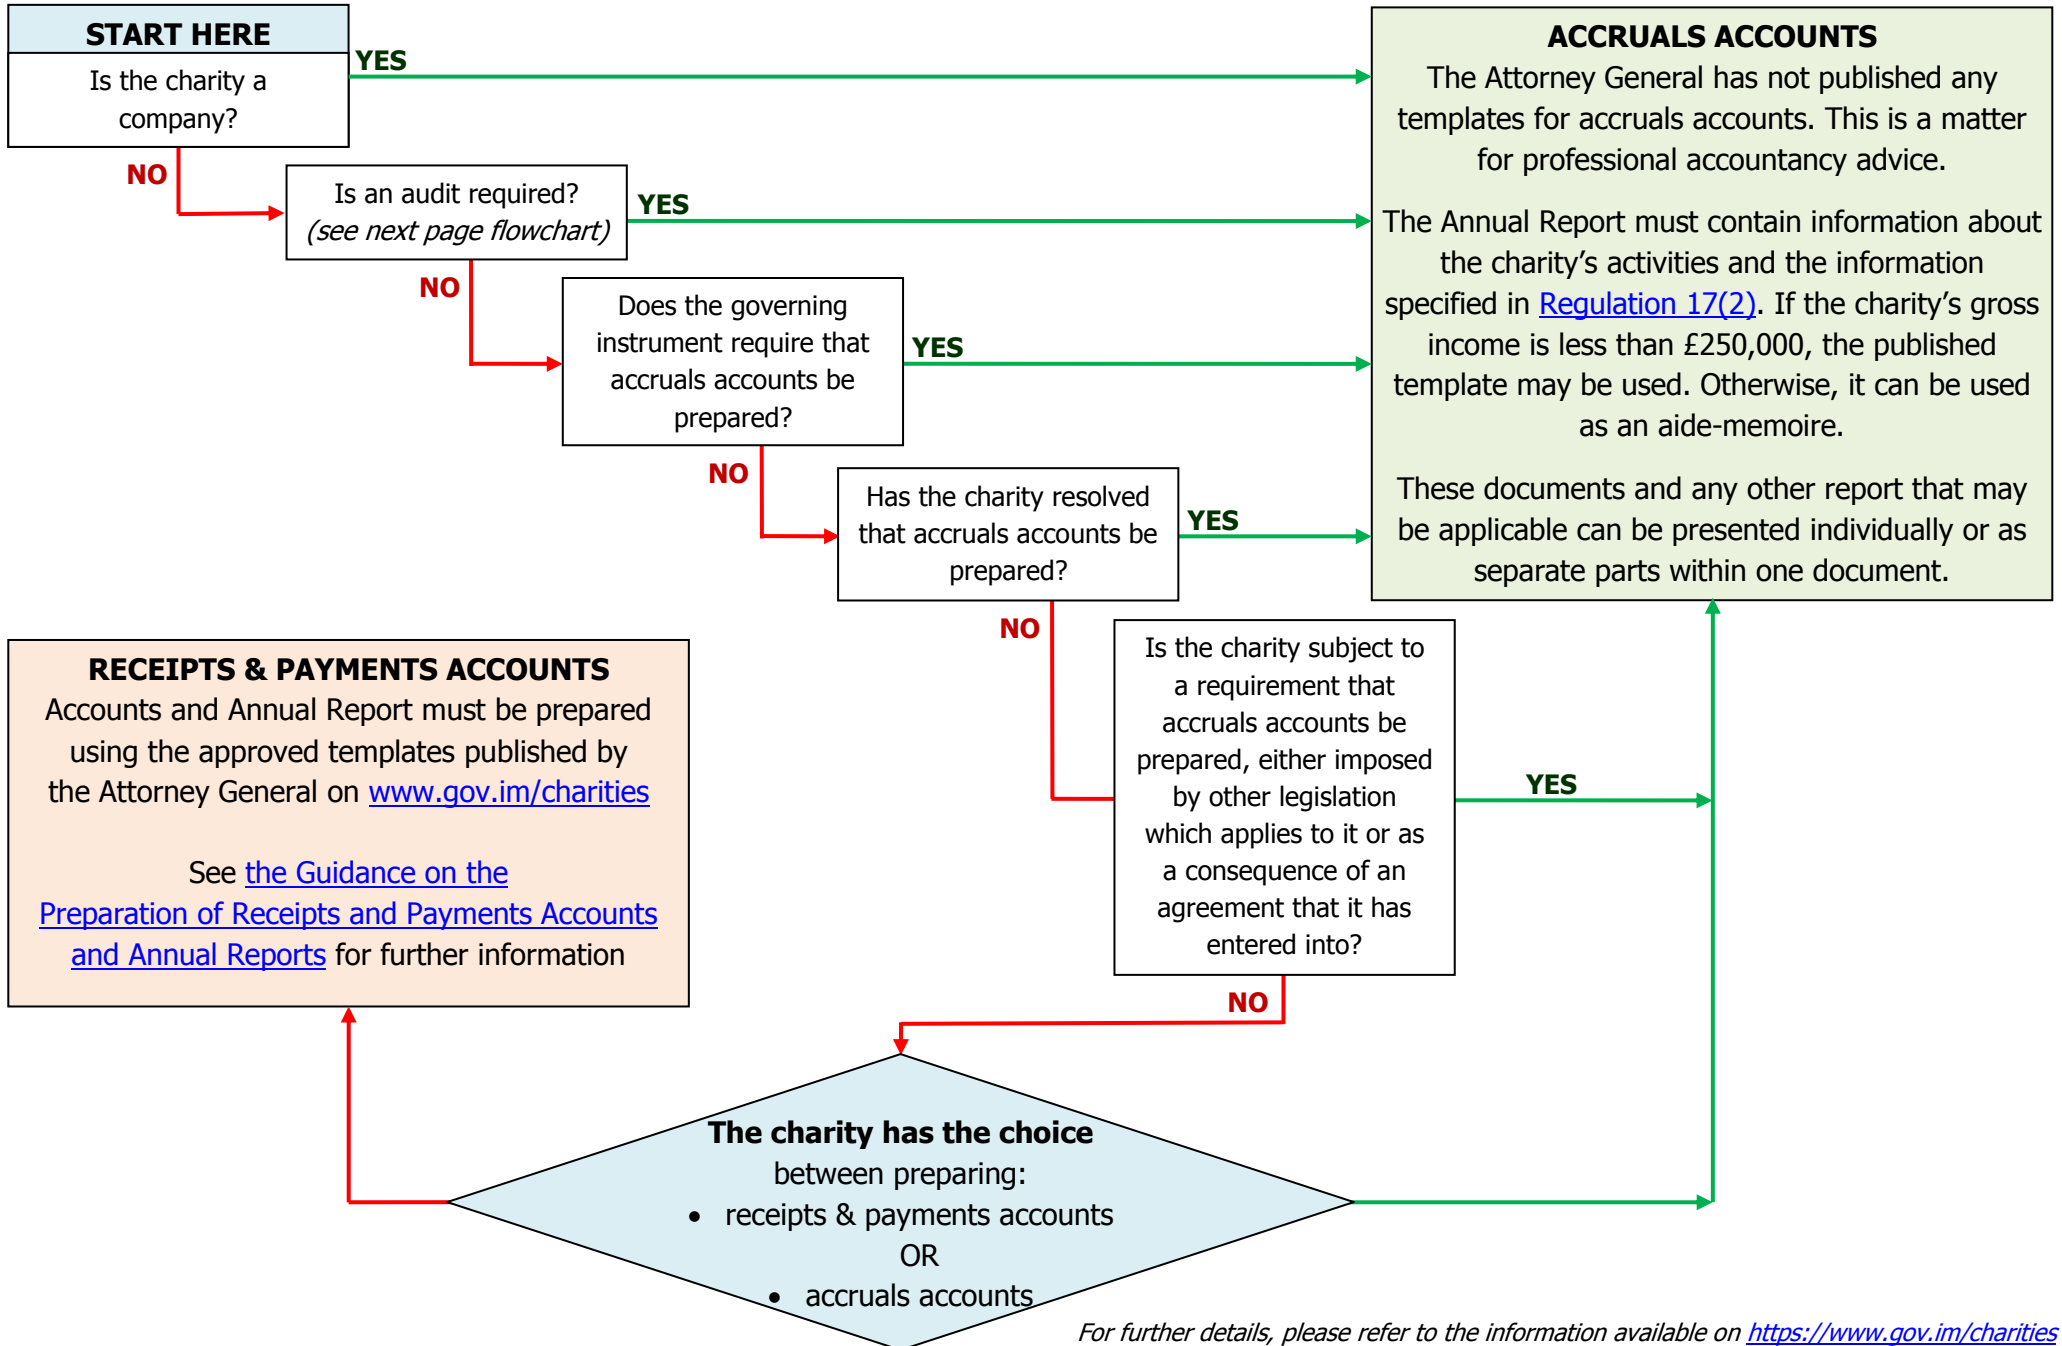 START HERE
Is the charity a
company?
YES
NO
Is an audit required?
(see next page flowchart)
YES
NO
Does the governing
instrument require that
accruals accounts be
prepared?
YES
NO
Has the charity resolved
that accruals accounts be
prepared?
YES
NO
Is the charity subject to
a requirement that
accruals accounts be
prepared, either imposed
by other legislation
which applies to it or as
a consequence of an
agreement that it has
entered into?
YES
NO
ACCRUALS ACCOUNTS
The Attorney General has not published any
templates for accruals accounts. This is a matter
for professional accountancy advice.
The Annual Report must contain information about
the charity’s activities and the information
specified in Regulation 17(2). If the charity’s gross
income is less than £250,000, the published
template may be used. Otherwise, it can be used
as an aide-memoire.
These documents and any other report that may
be applicable can be presented individually or as
separate parts within one document.
RECEIPTS & PAYMENTS ACCOUNTS
Accounts and Annual Report must be prepared
using the approved templates published by
the Attorney General on www.gov.im/charities
See the Guidance on the
Preparation of Receipts and Payments Accounts
and Annual Reports for further information
The charity has the choice
between preparing:
• receipts & payments accounts
OR
• accruals accounts
For further details, please refer to the information available on https://www.gov.im/charities